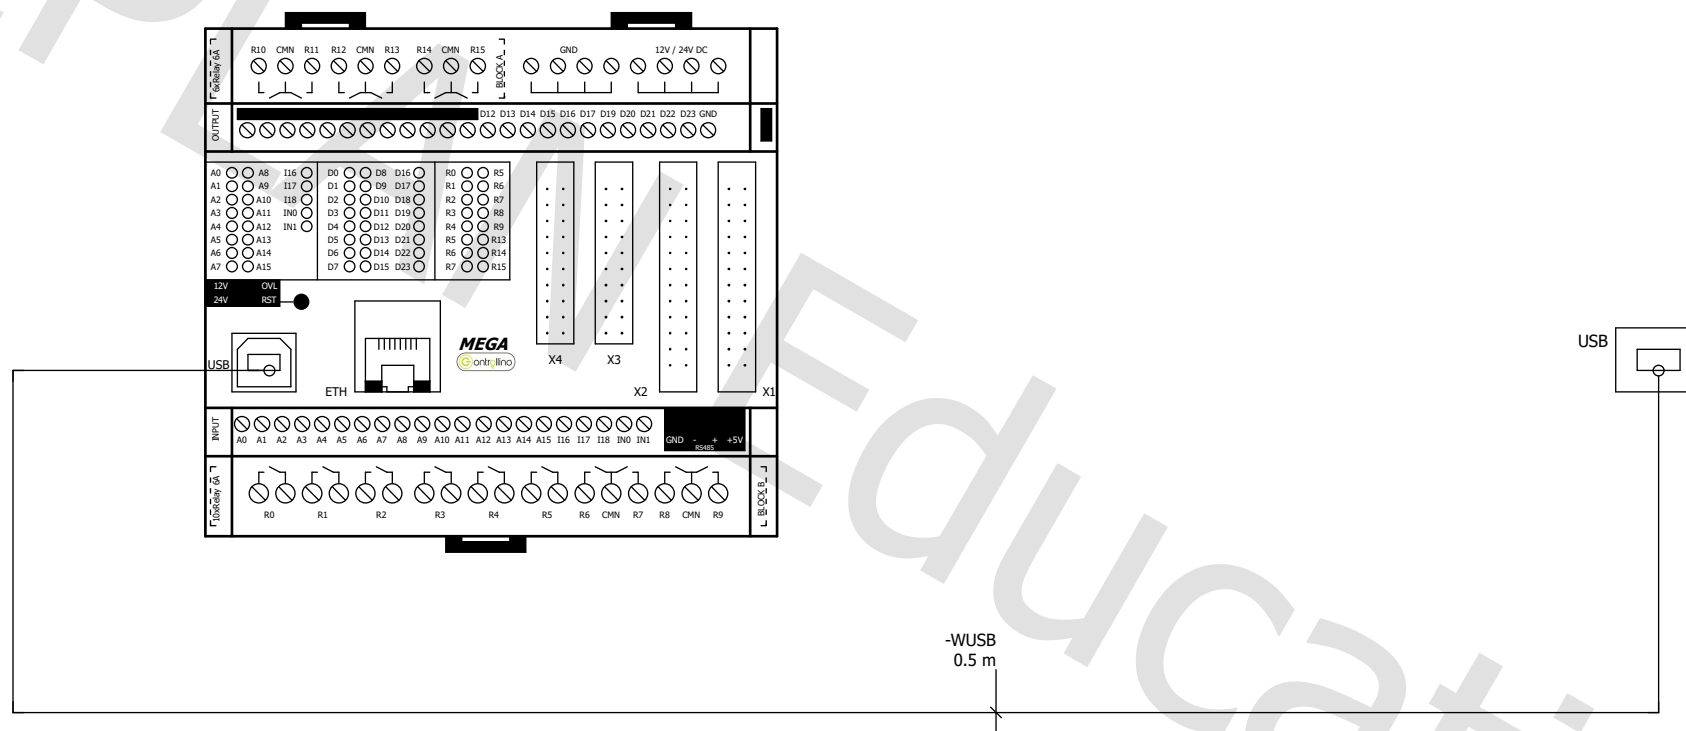 R10 CMN R11 R12 CMN R13 R14 CMN R15 GND 12V / 24V DC
6xRelay 6A
BLOCK A
OUTPUT
D12 D13 D14 D15 D16 D17 D19 D20 D21 D22 D23 GND
A0 A8 I16 D0 D8 D16 R0 R5
A1 A9 I17 D1 D9 D17 R1 R6
A2 A10 I18 D2 D10 D18 R2 R7
A3 A11 IN0 D3 D11 D19 R3 R8
A4 A12 IN1 D4 D12 D20 R4 R9
A5 A13 D5 D13 D21 R5 R13
A6 A14 D6 D14 D22 R6 R14
A7 A15 D7 D15 D23 R7 R15
12V OVL
24V RST
MEGA
Controllino
USB
ETH
X4 X3 X2 X1
USB
INPUT
A0 A1 A2 A3 A4 A5 A6 A7 A8 A9 A10 A11 A12 A13 A14 A15 I16 I17 I18 IN0 IN1 GND - + +5V
RS485
10xRelay 6A
BLOCK B
R0 R1 R2 R3 R4 R5 R6 CMN R7 R8 CMN R9
-WUSB
0.5 m
PLAN Educati